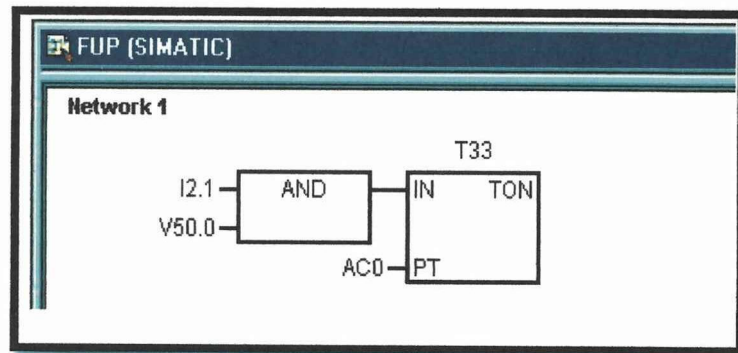 FUP (SIMATIC)
Network 1
T33
I2.1
AND
IN
TON
V50.0
AC0
PT